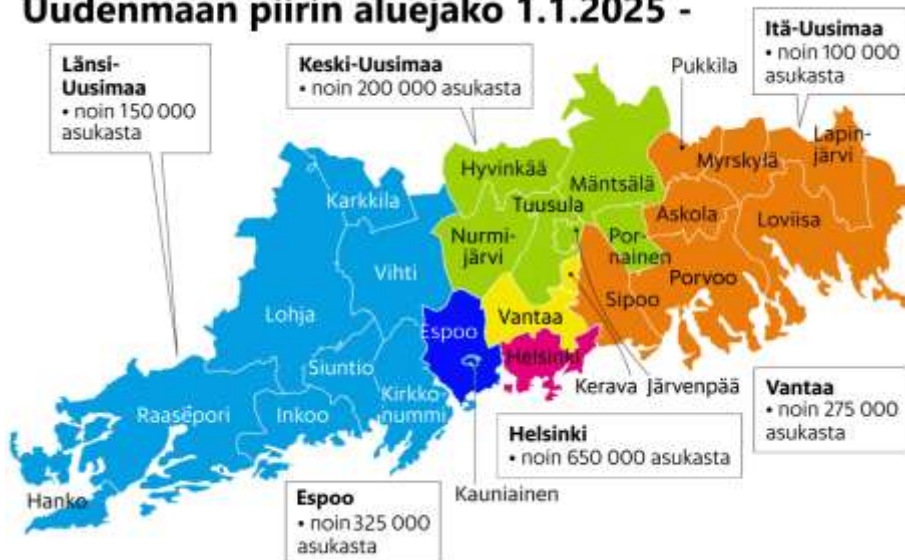 Uudenmaan piirin aluejako 1.1.2025 -
Länsi-
Uusimaa
• noin 150 000
asukasta
Keski-Uusimaa
• noin 200 000 asukasta
Itä-Uusimaa
• noin 100 000
asukasta
Pukkila
Lapin-
järvi
Myrskylä
Hyvinkää
Mäntsälä
Karkkila
Tuusula
Askola
Loviisa
Nurmi-
järvi
Por-
nainen
Vihti
Porvoo
Sipoo
Lohja
Vantaa
Espoo
Helsinki
Siuntio
Kerava
Järvenpää
Kirkko-
nummi
Raasepori
Inkoo
Vantaa
• noin 275 000
asukasta
Helsinki
• noin 650 000 asukasta
Kauniainen
Hanko
Espoo
• noin 325 000
asukasta